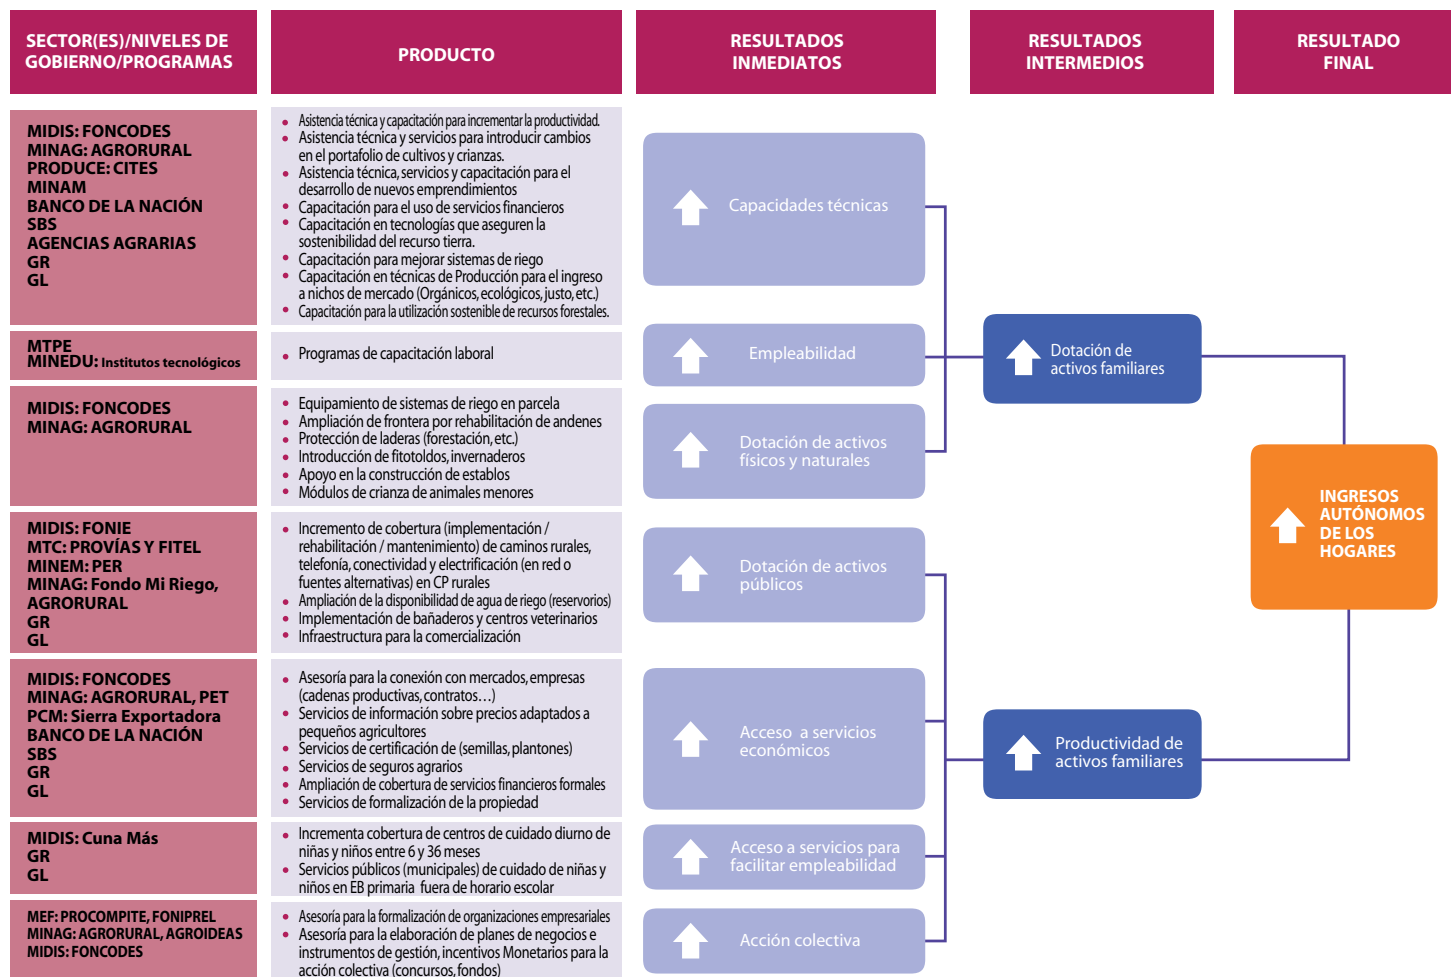 SECTOR(ES)/NIVELES DE
GOBIERNO/PROGRAMAS
PRODUCTO
RESULTADOS
INMEDIATOS
RESULTADOS
INTERMEDIOS
RESULTADO
FINAL
MIDIS: FONCODES
MINAG: AGRORURAL
PRODUCE: CITES
MINAM
BANCO DE LA NACIÓN
SBS
AGENCIAS AGRARIAS
GR
GL
• Asistencia técnica y capacitación para incrementar la productividad.
• Asistencia técnica y servicios para introducir cambios
en el portafolio de cultivos y crianzas.
• Asistencia técnica, servicios y capacitación para el
desarrollo de nuevos emprendimientos
• Capacitación para el uso de servicios financieros
• Capacitación en tecnologías que aseguren la
sostenibilidad del recurso tierra.
• Capacitación para mejorar sistemas de riego
• Capacitación en técnicas de Producción para el ingreso
a nichos de mercado (Orgánicos, ecológicos, justo, etc.)
• Capacitación para la utilización sostenible de recursos forestales.
Capacidades técnicas
MTPE
MINEDU: Institutos tecnológicos
• Programas de capacitación laboral
Empleabilidad
Dotación de
activos familiares
MIDIS: FONCODES
MINAG: AGRORURAL
• Equipamiento de sistemas de riego en parcela
• Ampliación de frontera por rehabilitación de andenes
• Protección de laderas (forestación, etc.)
• Introducción de fitotoldos, invernaderos
• Apoyo en la construcción de establos
• Módulos de crianza de animales menores
Dotación de activos
físicos y naturales
INGRESOS
AUTÓNOMOS
DE LOS
HOGARES
MIDIS: FONIE
MTC: PROVÍAS Y FITEL
MINEM: PER
MINAG: Fondo Mi Riego,
AGRORURAL
GR
GL
• Incremento de cobertura (implementación /
rehabilitación / mantenimiento) de caminos rurales,
telefonía, conectividad y electrificación (en red o
fuentes alternativas) en CP rurales
• Ampliación de la disponibilidad de agua de riego (reservorios)
• Implementación de bañaderos y centros veterinarios
• Infraestructura para la comercialización
Dotación de activos
públicos
MIDIS: FONCODES
MINAG: AGRORURAL, PET
PCM: Sierra Exportadora
BANCO DE LA NACIÓN
SBS
GR
GL
• Asesoría para la conexión con mercados, empresas
(cadenas productivas, contratos…)
• Servicios de información sobre precios adaptados a
pequeños agricultores
• Servicios de certificación de (semillas, plantones)
• Servicios de seguros agrarios
• Ampliación de cobertura de servicios financieros formales
• Servicios de formalización de la propiedad
Acceso a servicios
económicos
Productividad de
activos familiares
MIDIS: Cuna Más
GR
GL
• Incrementa cobertura de centros de cuidado diurno de
niñas y niños entre 6 y 36 meses
• Servicios públicos (municipales) de cuidado de niñas y
niños en EB primaria fuera de horario escolar
Acceso a servicios para
facilitar empleabilidad
MEF: PROCOMPITE, FONIPREL
MINAG: AGRORURAL, AGROIDEAS
MIDIS: FONCODES
• Asesoría para la formalización de organizaciones empresariales
• Asesoría para la elaboración de planes de negocios e
instrumentos de gestión, incentivos Monetarios para la
acción colectiva (concursos, fondos)
Acción colectiva